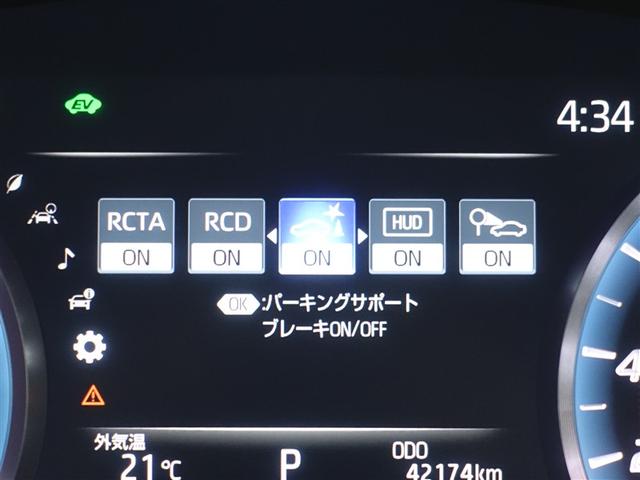 EV
4:34
RCTA RCD HUD
ON ON ON ON ON
OK:パーキングサポート
ブレーキON/OFF
外気温 ODO
21℃ P 42174km